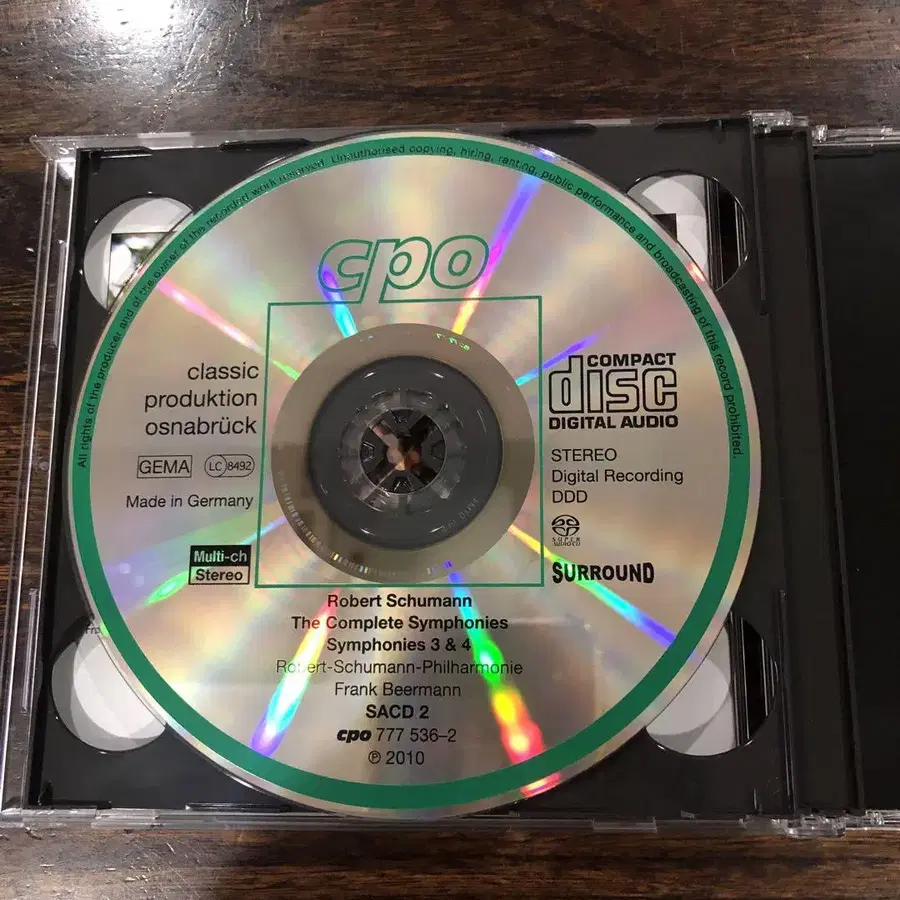 All rights of the producer and of the owner of the recorded work reserved. Unauthorised copying, hiring, renting, public performance and broadcasting of this record prohibited.
cpo
classic
produktion
osnabrück
GEMA LC 8492
Made in Germany
Multi-ch
Stereo
COMPACT
disc
DIGITAL AUDIO
STEREO
Digital Recording
DDD
SUPER
AUDIO CD
SURROUND
Robert Schumann
The Complete Symphonies
Symphonies 3 & 4
Robert-Schumann-Philharmonie
Frank Beermann
SACD 2
cpo 777 536–2
℗ 2010